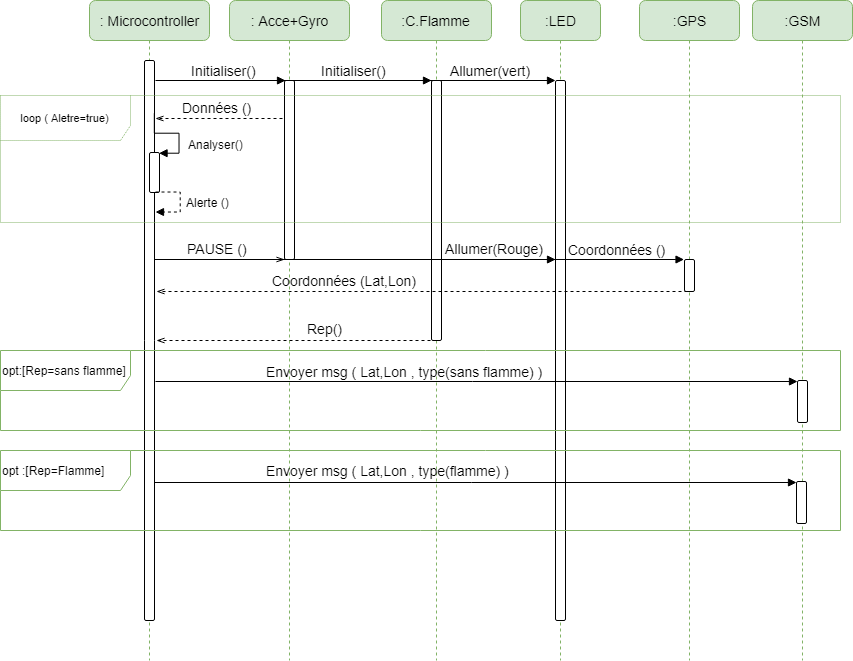 : Microcontroller
: Acce+Gyro
:C.Flamme
:LED
:GPS
:GSM
Initialiser()
Initialiser()
Allumer(vert)
loop ( Aletre=true)
Données ()
Analyser()
Alerte ()
PAUSE ()
Allumer(Rouge)
Coordonnées ()
Coordonnées (Lat,Lon)
Rep()
opt:[Rep=sans flamme]
Envoyer msg ( Lat,Lon , type(sans flamme) )
opt :[Rep=Flamme]
Envoyer msg ( Lat,Lon , type(flamme) )